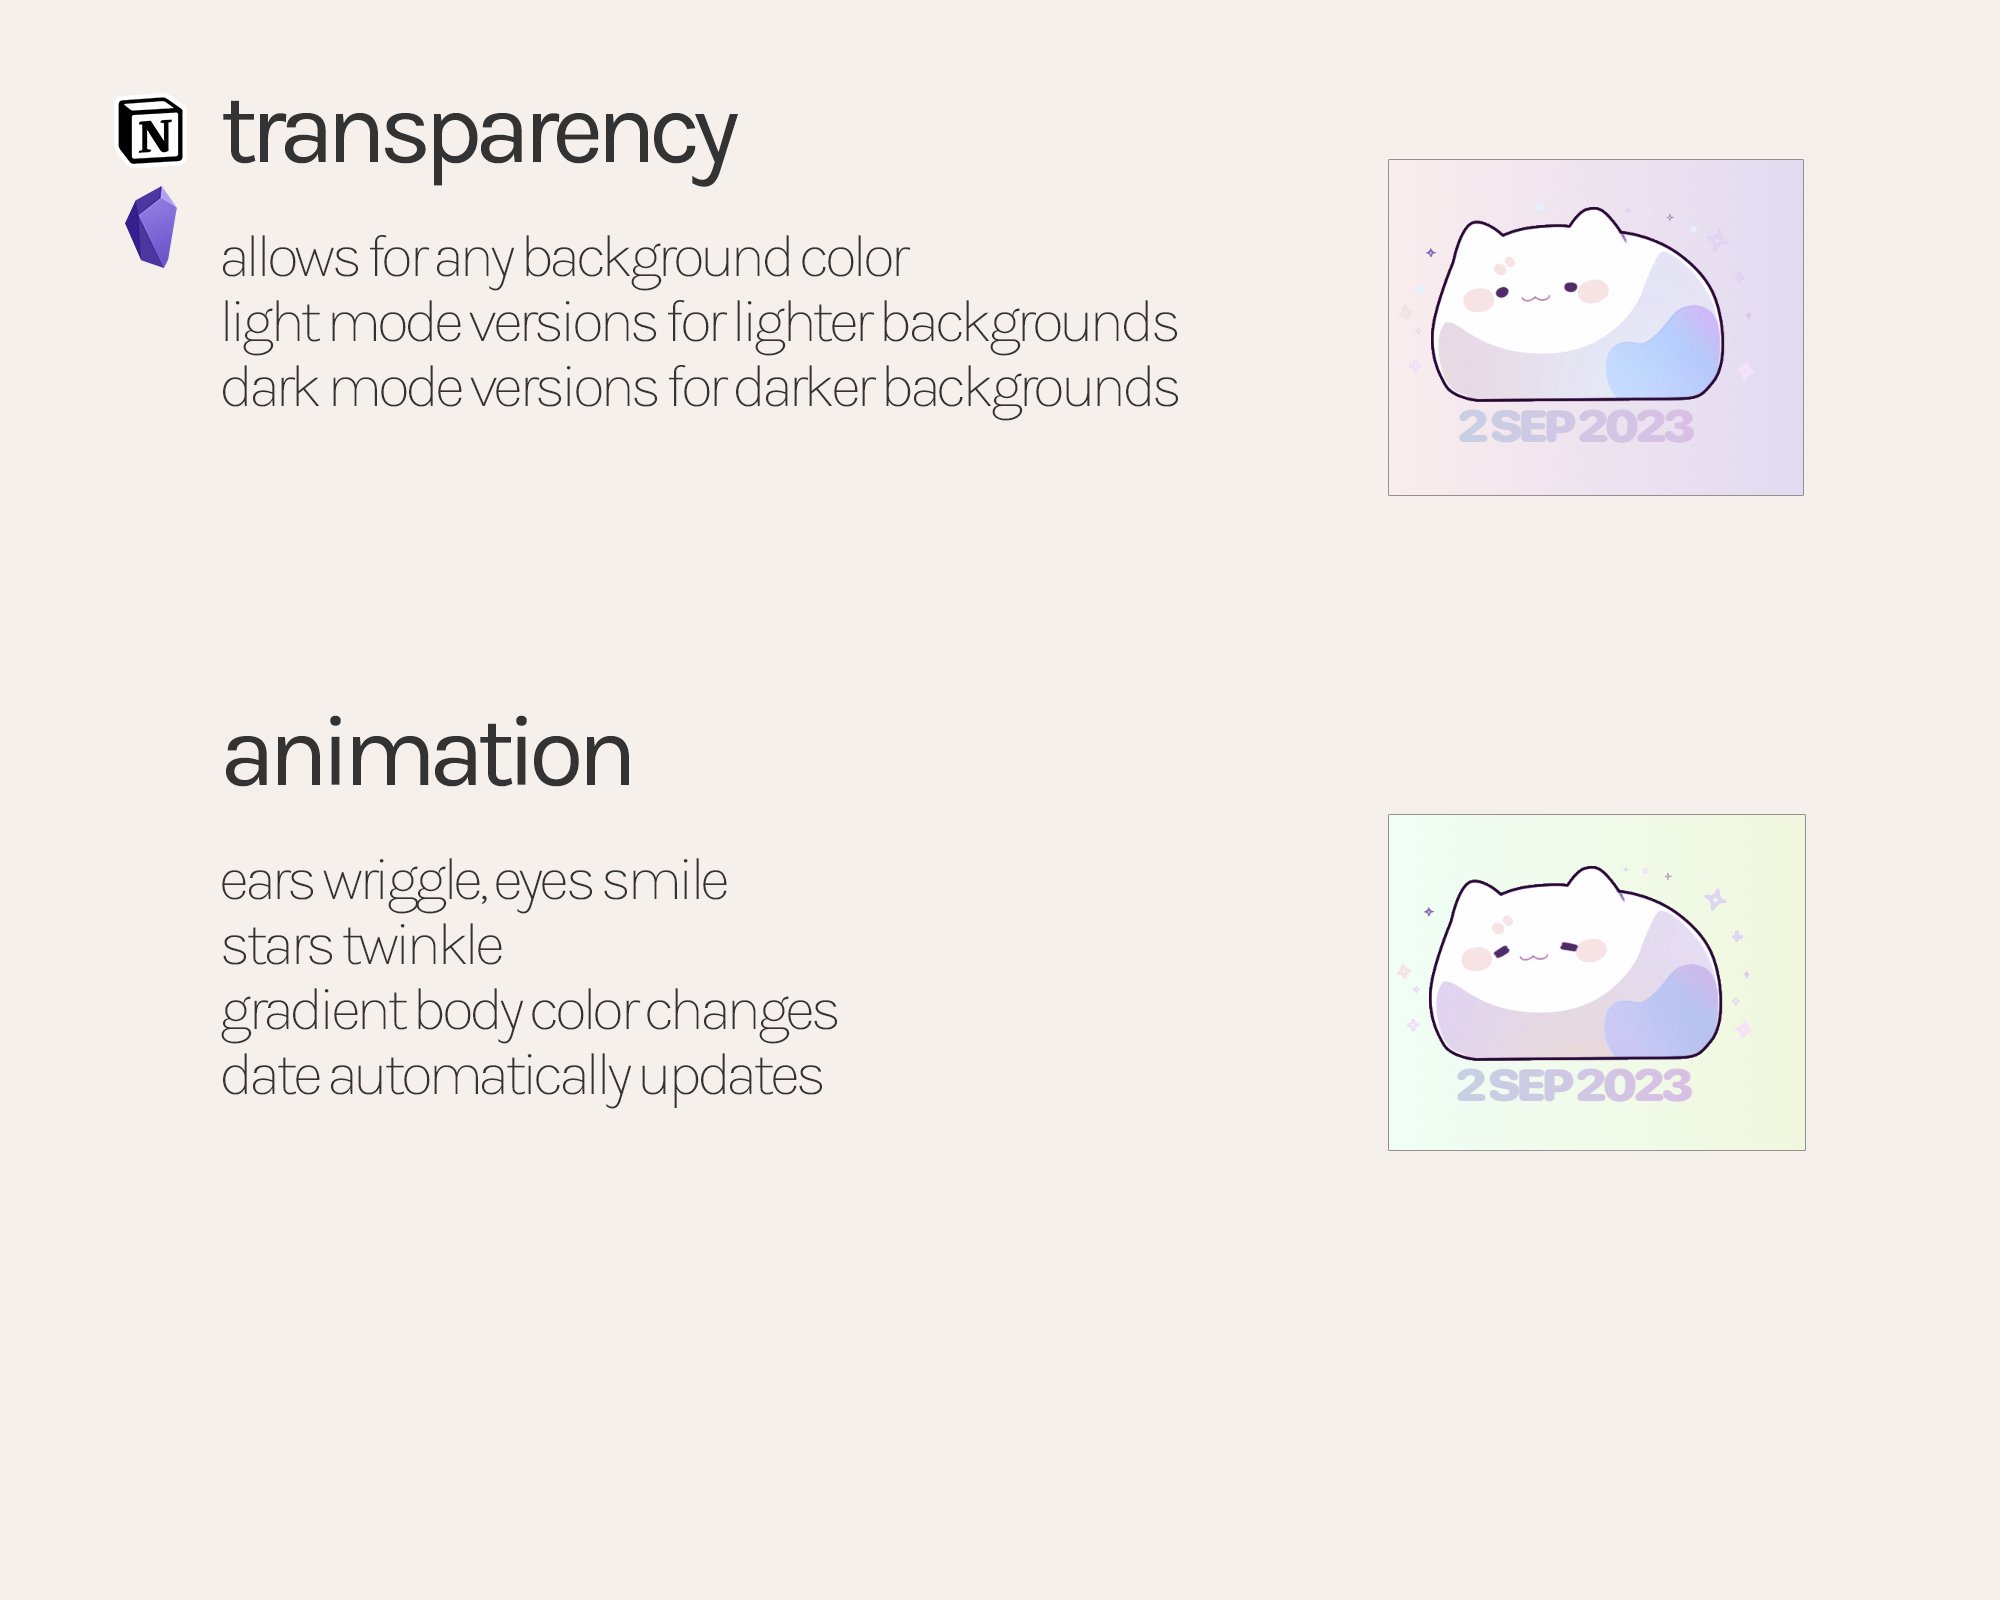 N
transparency
allows for any background color
light mode versions for lighter backgrounds
dark mode versions for darker backgrounds
2 SEP 2023
animation
ears wriggle, eyes smile
stars twinkle
gradient body color changes
date automatically updates
2 SEP 2023